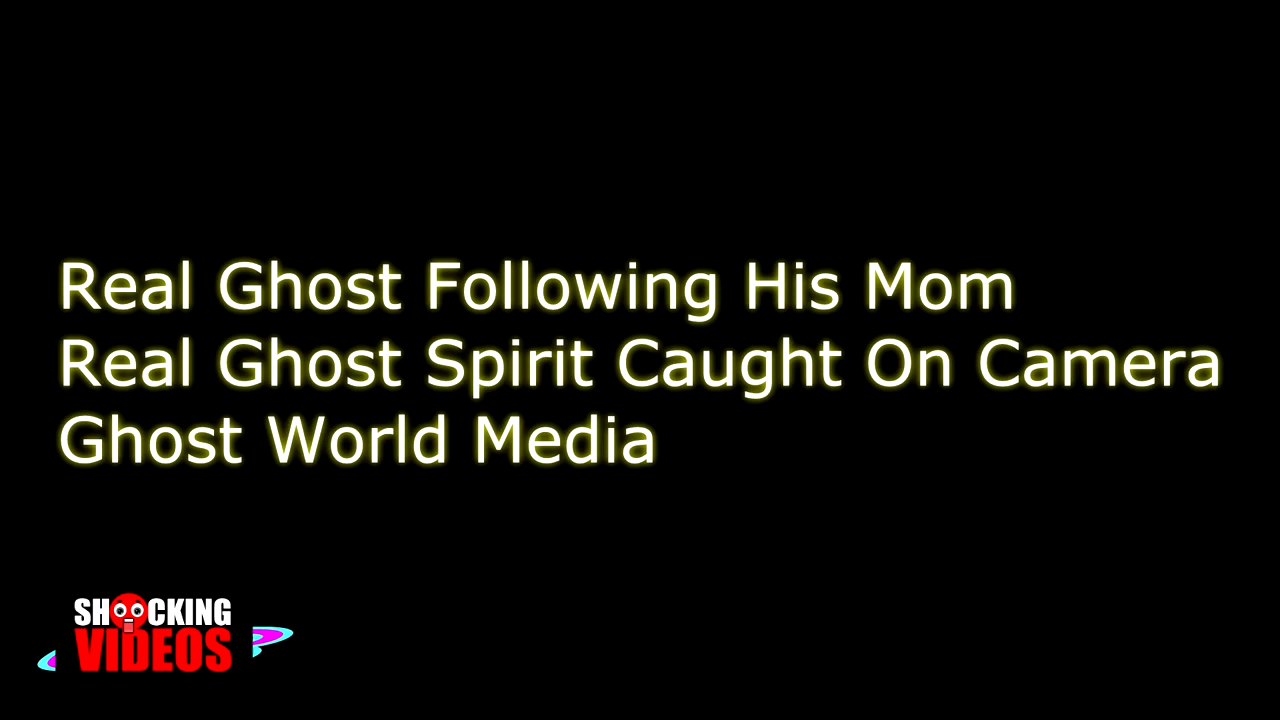 Real Ghost Following His Mom
Real Ghost Spirit Caught On Camera
Ghost World Media
SHOCKING
VIDEOS